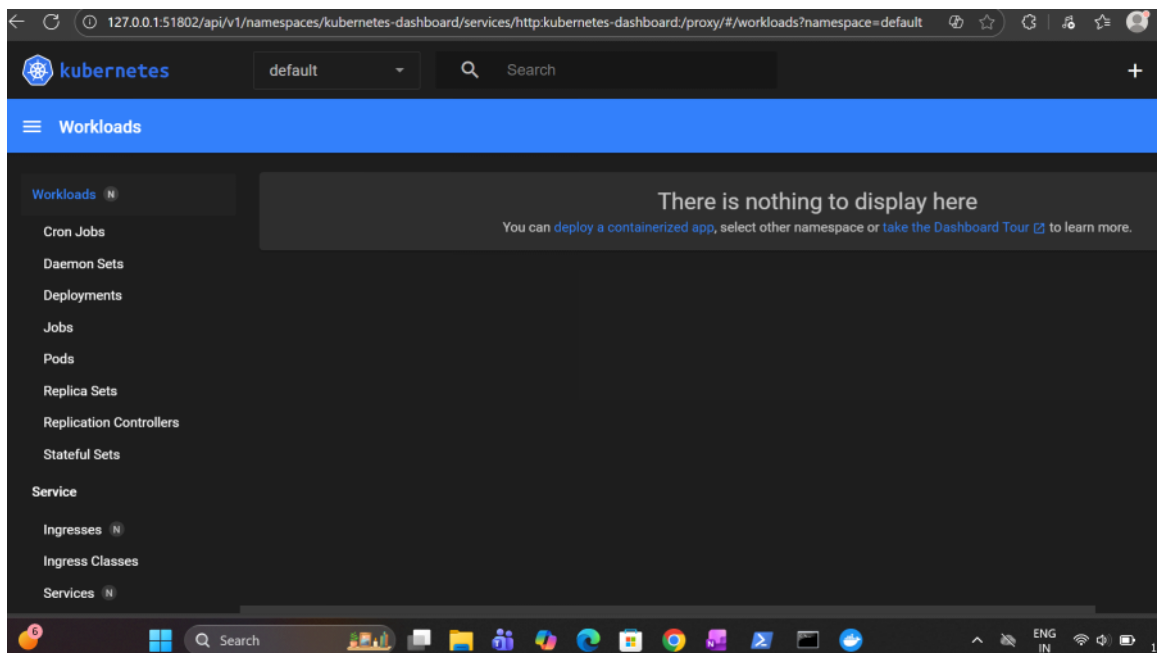 127.0.0.1:51802/api/v1/namespaces/kubernetes-dashboard/services/http:kubernetes-dashboard:/proxy/#/workloads?namespace=default
kubernetes
default
Search
+
Workloads
Workloads N
Cron Jobs
Daemon Sets
Deployments
Jobs
Pods
Replica Sets
Replication Controllers
Stateful Sets
Service
Ingresses N
Ingress Classes
Services N
There is nothing to display here
You can deploy a containerized app, select other namespace or take the Dashboard Tour to learn more.
6
Search
ENG
IN
1